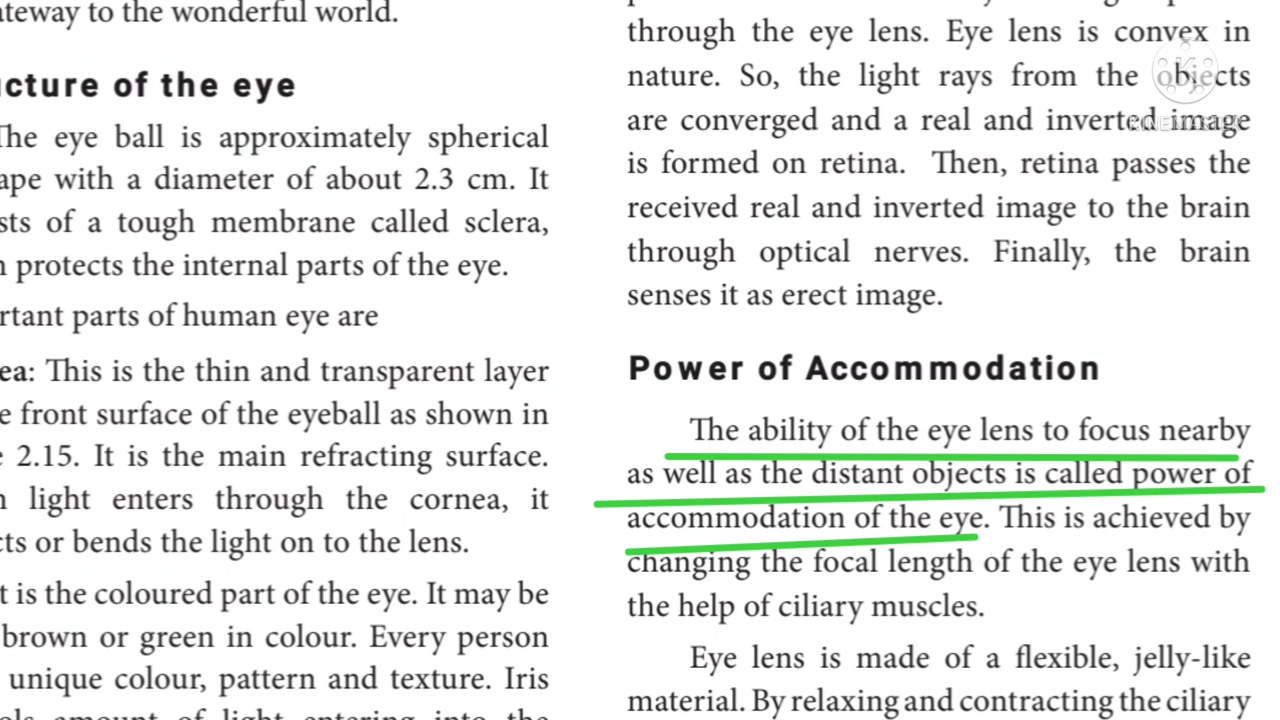 ateway to the wonderful world.
ucture of the eye
The eye ball is approximately spherical
ape with a diameter of about 2.3 cm. It
sts of a tough membrane called sclera,
h protects the internal parts of the eye.
rtant parts of human eye are
ea: This is the thin and transparent layer
e front surface of the eyeball as shown in
e 2.15. It is the main refracting surface.
n light enters through the cornea, it
cts or bends the light on to the lens.
t is the coloured part of the eye. It may be
brown or green in colour. Every person
unique colour, pattern and texture. Iris
ols amount of light entering into the
through the eye lens. Eye lens is convex in
nature. So, the light rays from the objects
are converged and a real and inverted image
is formed on retina. Then, retina passes the
received real and inverted image to the brain
through optical nerves. Finally, the brain
senses it as erect image.
Power of Accommodation
The ability of the eye lens to focus nearby
as well as the distant objects is called power of
accommodation of the eye. This is achieved by
changing the focal length of the eye lens with
the help of ciliary muscles.
Eye lens is made of a flexible, jelly-like
material. By relaxing and contracting the ciliary
KINEMASTER